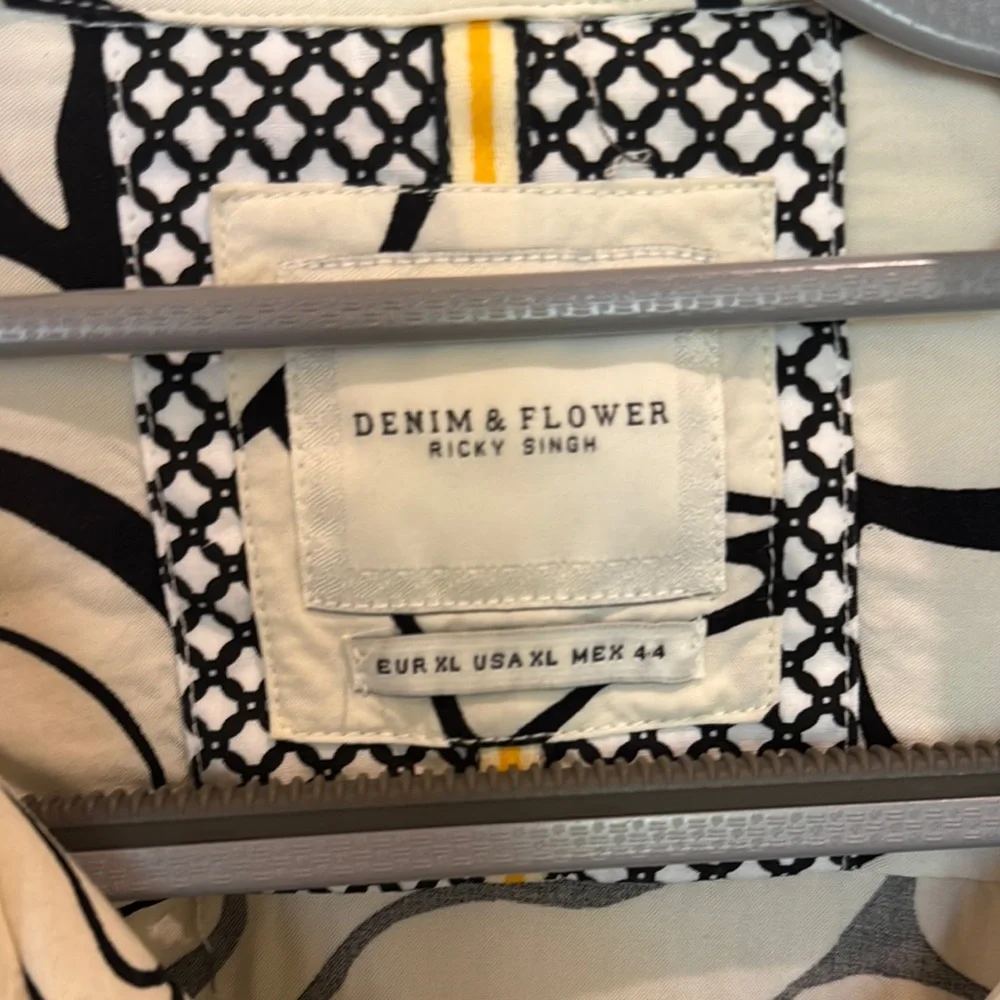 DENIM & FLOWER
RICKY SINGH
EUR XL USA XL MEX 44